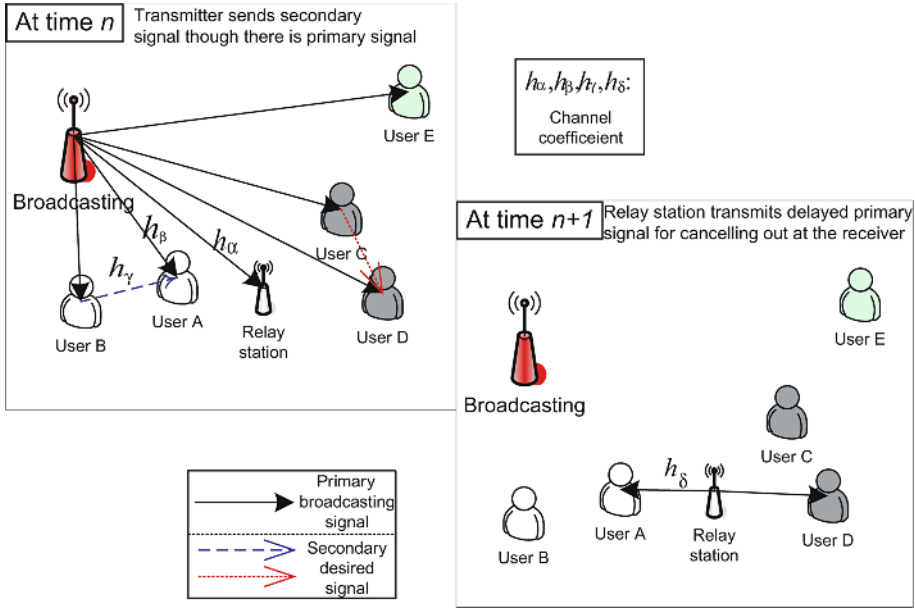 At time n
Transmitter sends secondary
signal though there is primary signal
User E
Broadcasting
hβ
hα
hγ
User C
User A
User B
Relay
station
User D
hα,hβ,hγ,hδ:
Channel
coefficeient
At time n+1
Relay station transmits delayed primary
signal for cancelling out at the receiver
User E
Broadcasting
User C
hδ
User A
User B
Relay
station
User D
Primary
broadcasting
signal
Secondary
desired
signal